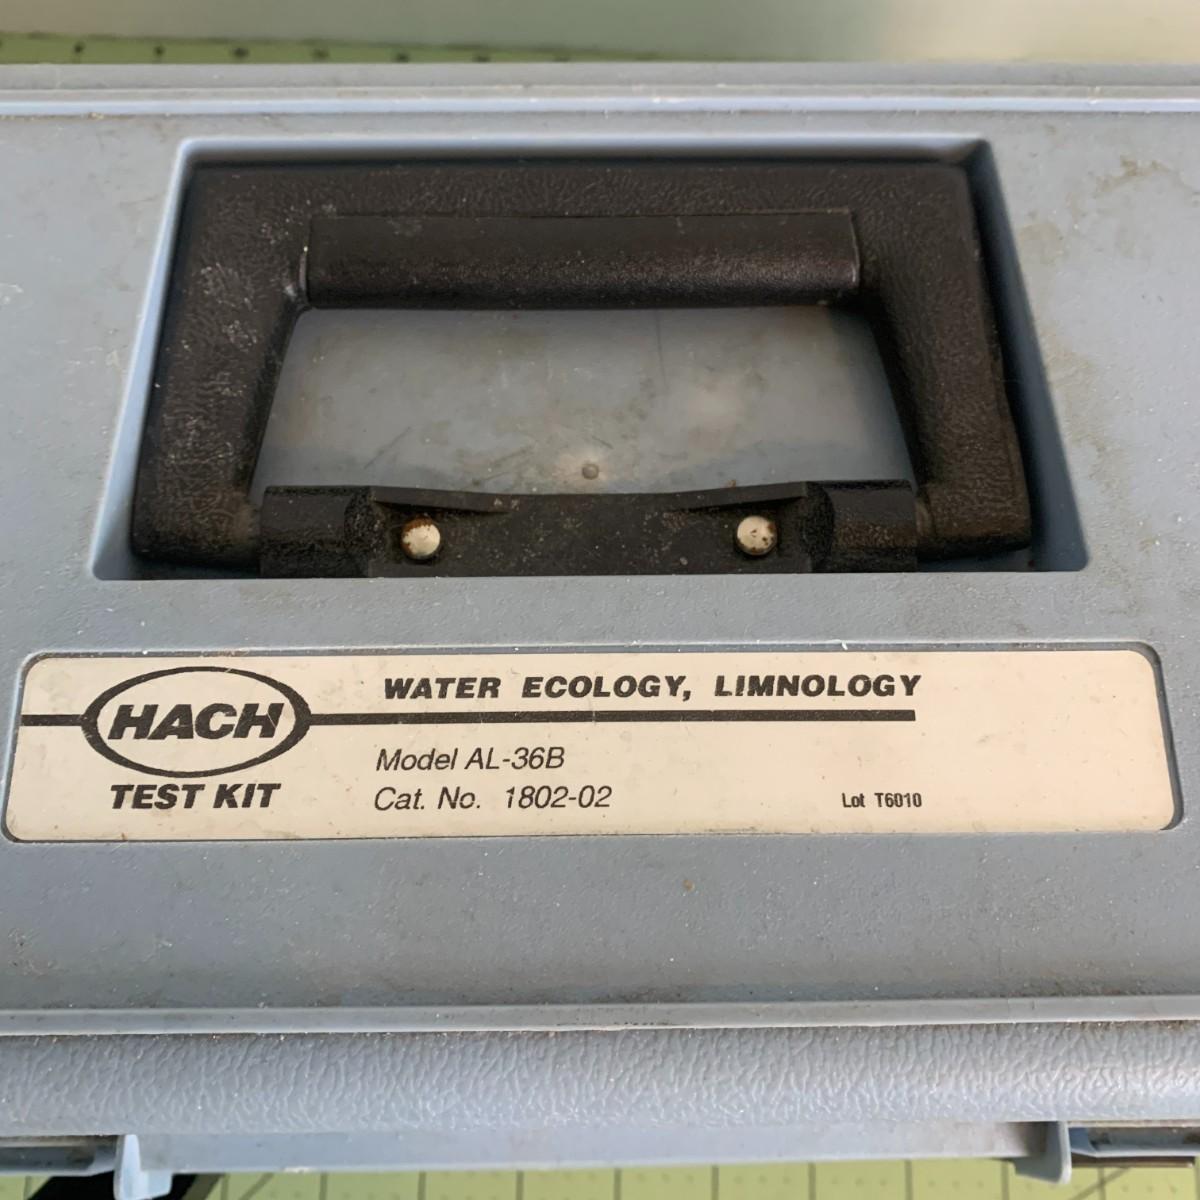 HACH
TEST KIT
WATER ECOLOGY, LIMNOLOGY
Model AL-36B
Cat. No. 1802-02
Lot T6010